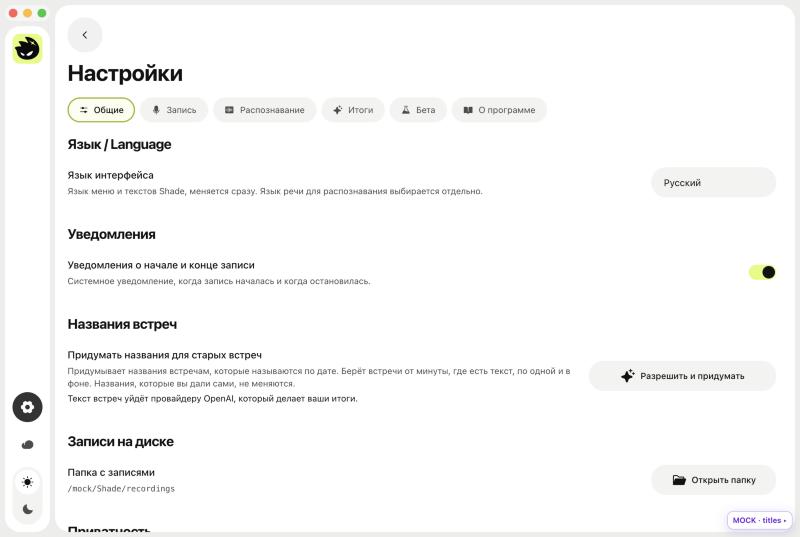 Настройки
Общие
Запись
Распознавание
Итоги
Бета
О программе
Язык / Language
Язык интерфейса
Язык меню и текстов Shade, меняется сразу. Язык речи для распознавания выбирается отдельно.
Русский
Уведомления
Уведомления о начале и конце записи
Системное уведомление, когда запись началась и когда остановилась.
Названия встреч
Придумать названия для старых встреч
Придумывает названия встречам, которые называются по дате. Берёт встречи от минуты, где есть текст, по одной и в
фоне. Названия, которые вы дали сами, не меняются.
Текст встреч уйдёт провайдеру OpenAI, который делает ваши итоги.
Разрешить и придумать
Записи на диске
Папка с записями
/mock/Shade/recordings
Открыть папку
Приватность
MOCK · titles ▸